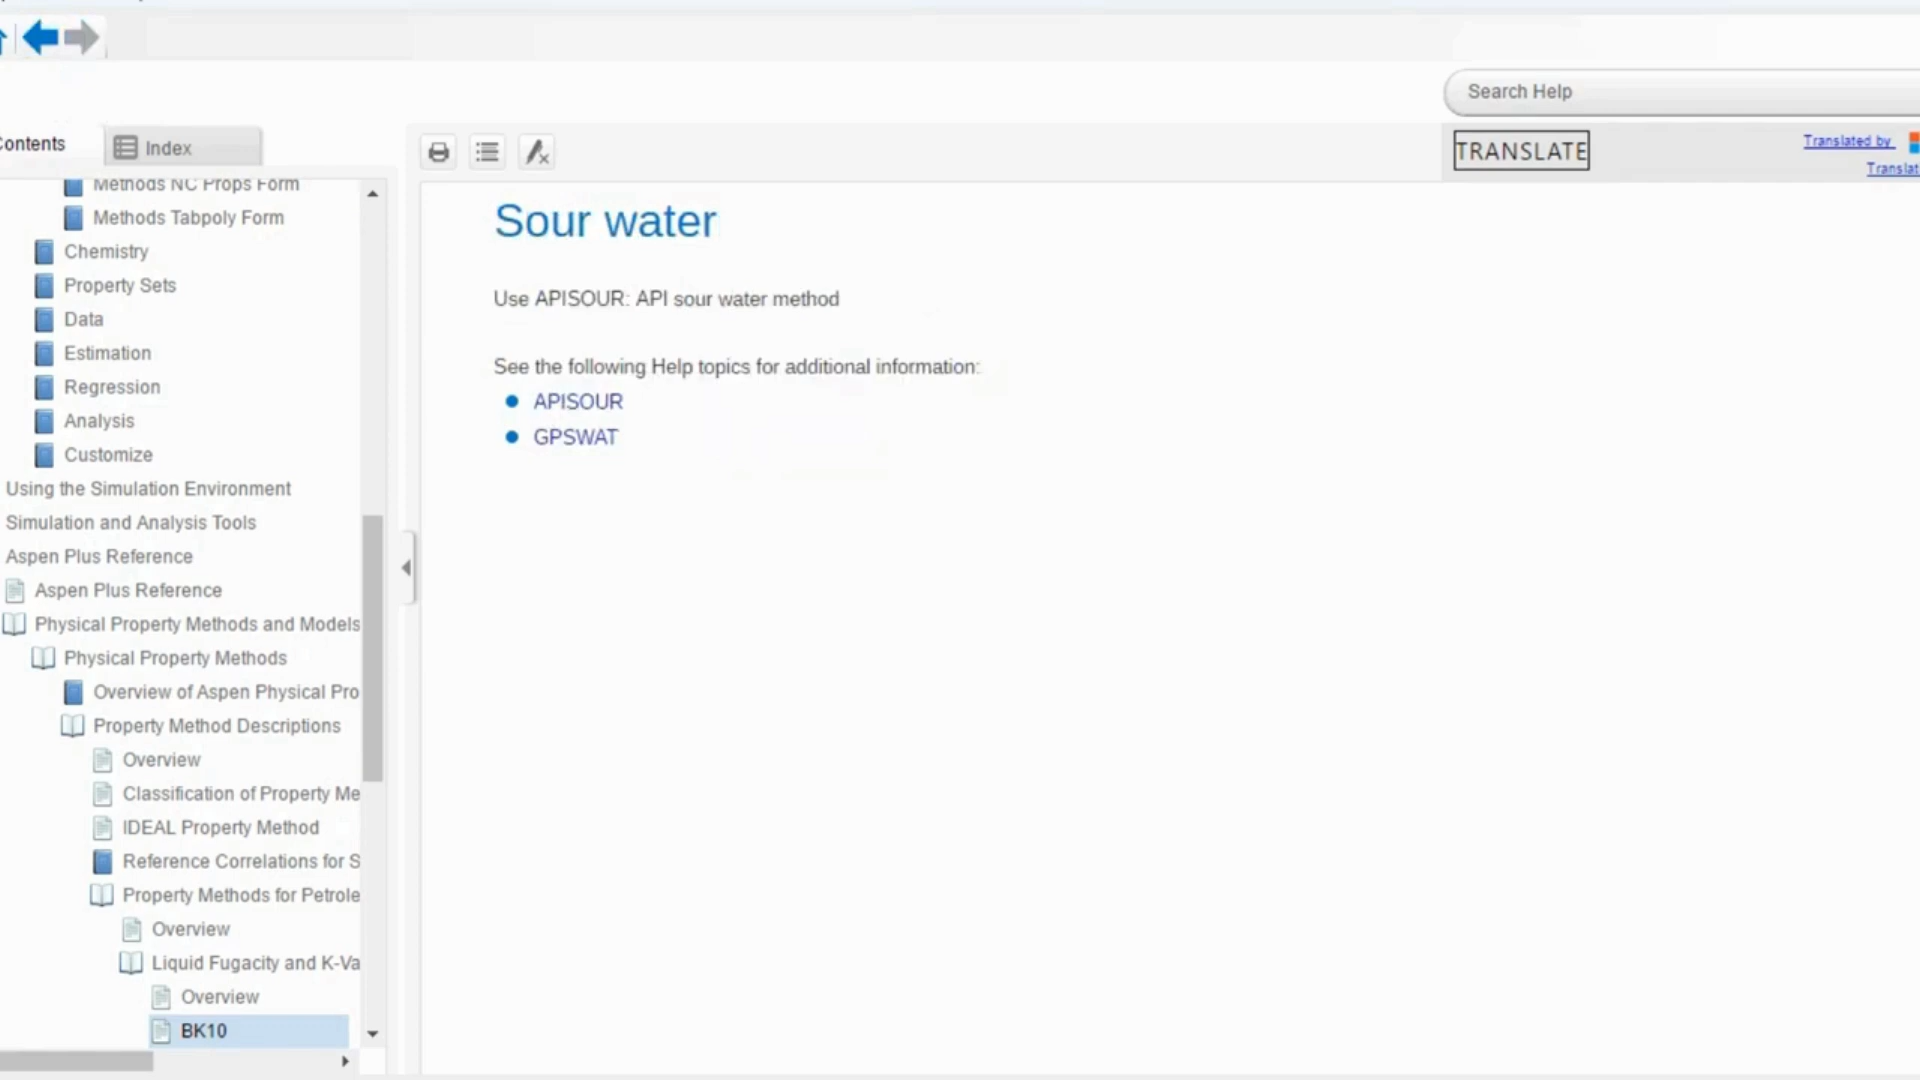 Search Help
Contents
Index
TRANSLATE
Translated by
Translat
Methods NC Props Form
Methods Tabpoly Form
Chemistry
Property Sets
Data
Estimation
Regression
Analysis
Customize
Using the Simulation Environment
Simulation and Analysis Tools
Aspen Plus Reference
Aspen Plus Reference
Physical Property Methods and Models
Physical Property Methods
Overview of Aspen Physical Pro
Property Method Descriptions
Overview
Classification of Property Me
IDEAL Property Method
Reference Correlations for S
Property Methods for Petrole
Overview
Liquid Fugacity and K-Va
Overview
BK10
Sour water
Use APISOUR: API sour water method
See the following Help topics for additional information:
APISOUR
GPSWAT